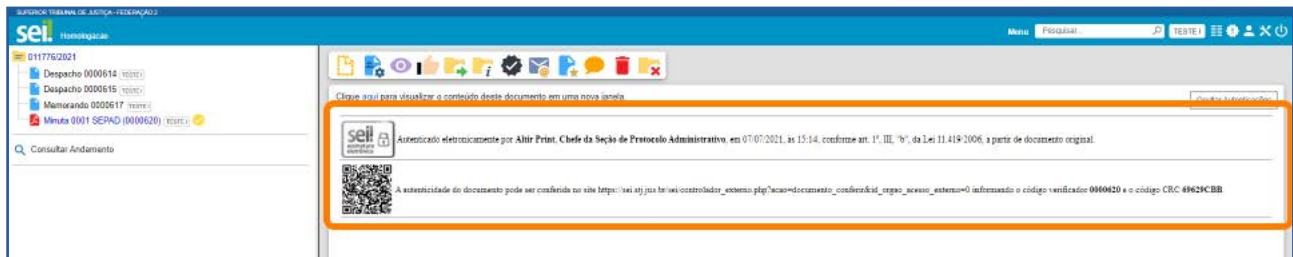 SUPERIOR TRIBUNAL DE JUSTIÇA - FEDERAÇÃO 2
sei! Homologacao
Menu Pesquisar... TESTE I
011776/2021
Despacho 0000614 TESTE I
Despacho 0000615 TESTE I
Memorando 0000617 TESTE I
Minuta 0001 SEPAD (0000620) TESTE I
Consultar Andamento
Clique aqui para visualizar o conteúdo deste documento em uma nova janela.
Ocultar Autenticações
sei! assinatura eletrônica
Autenticado eletronicamente por Altir Print, Chefe da Seção de Protocolo Administrativo, em 07/07/2021, às 15:14, conforme art. 1º, III, "b", da Lei 11.419/2006, a partir de documento original.
A autenticidade do documento pode ser conferida no site https://sei.stj.jus.br/sei/controlador_externo.php?acao=documento_conferir&id_orgao_acesso_externo=0 informando o código verificador 0000620 e o código CRC 69629CBB